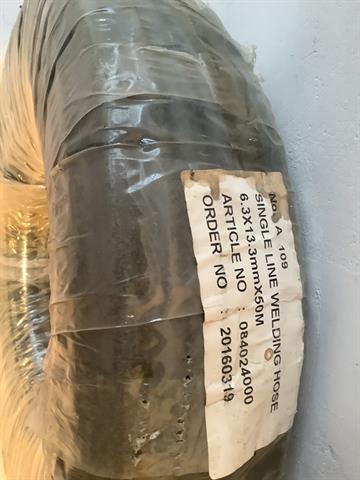 No. A 109
SINGLE LINE WELDING HOSE
6.3X13.3mmX50M
ARTICLE NO : 084024000
ORDER NO : 20160319